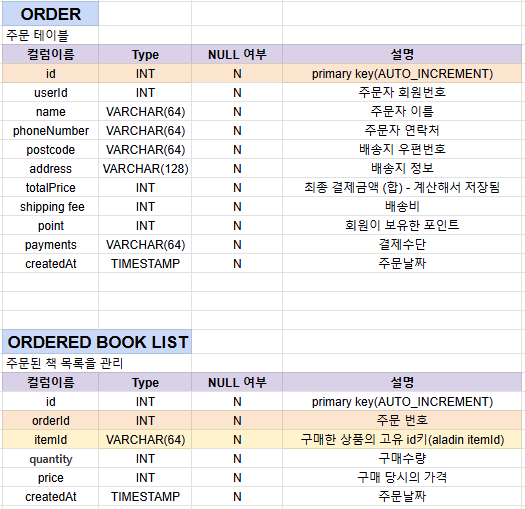 ORDER
주문 테이블
컬럼이름 Type NULL 여부 설명
id INT N primary key(AUTO_INCREMENT)
userId INT N 주문자 회원번호
name VARCHAR(64) N 주문자 이름
phoneNumber VARCHAR(64) N 주문자 연락처
postcode VARCHAR(64) N 배송지 우편번호
address VARCHAR(128) N 배송지 정보
totalPrice INT N 최종 결제금액 (합) - 계산해서 저장됨
shipping fee INT N 배송비
point INT N 회원이 보유한 포인트
payments VARCHAR(64) N 결제수단
createdAt TIMESTAMP N 주문날짜
ORDERED BOOK LIST
주문된 책 목록을 관리
컬럼이름 Type NULL 여부 설명
id INT N primary key(AUTO_INCREMENT)
orderId INT N 주문 번호
itemId VARCHAR(64) N 구매한 상품의 고유 id키(aladin itemId)
quantity INT N 구매수량
price INT N 구매 당시의 가격
createdAt TIMESTAMP N 주문날짜